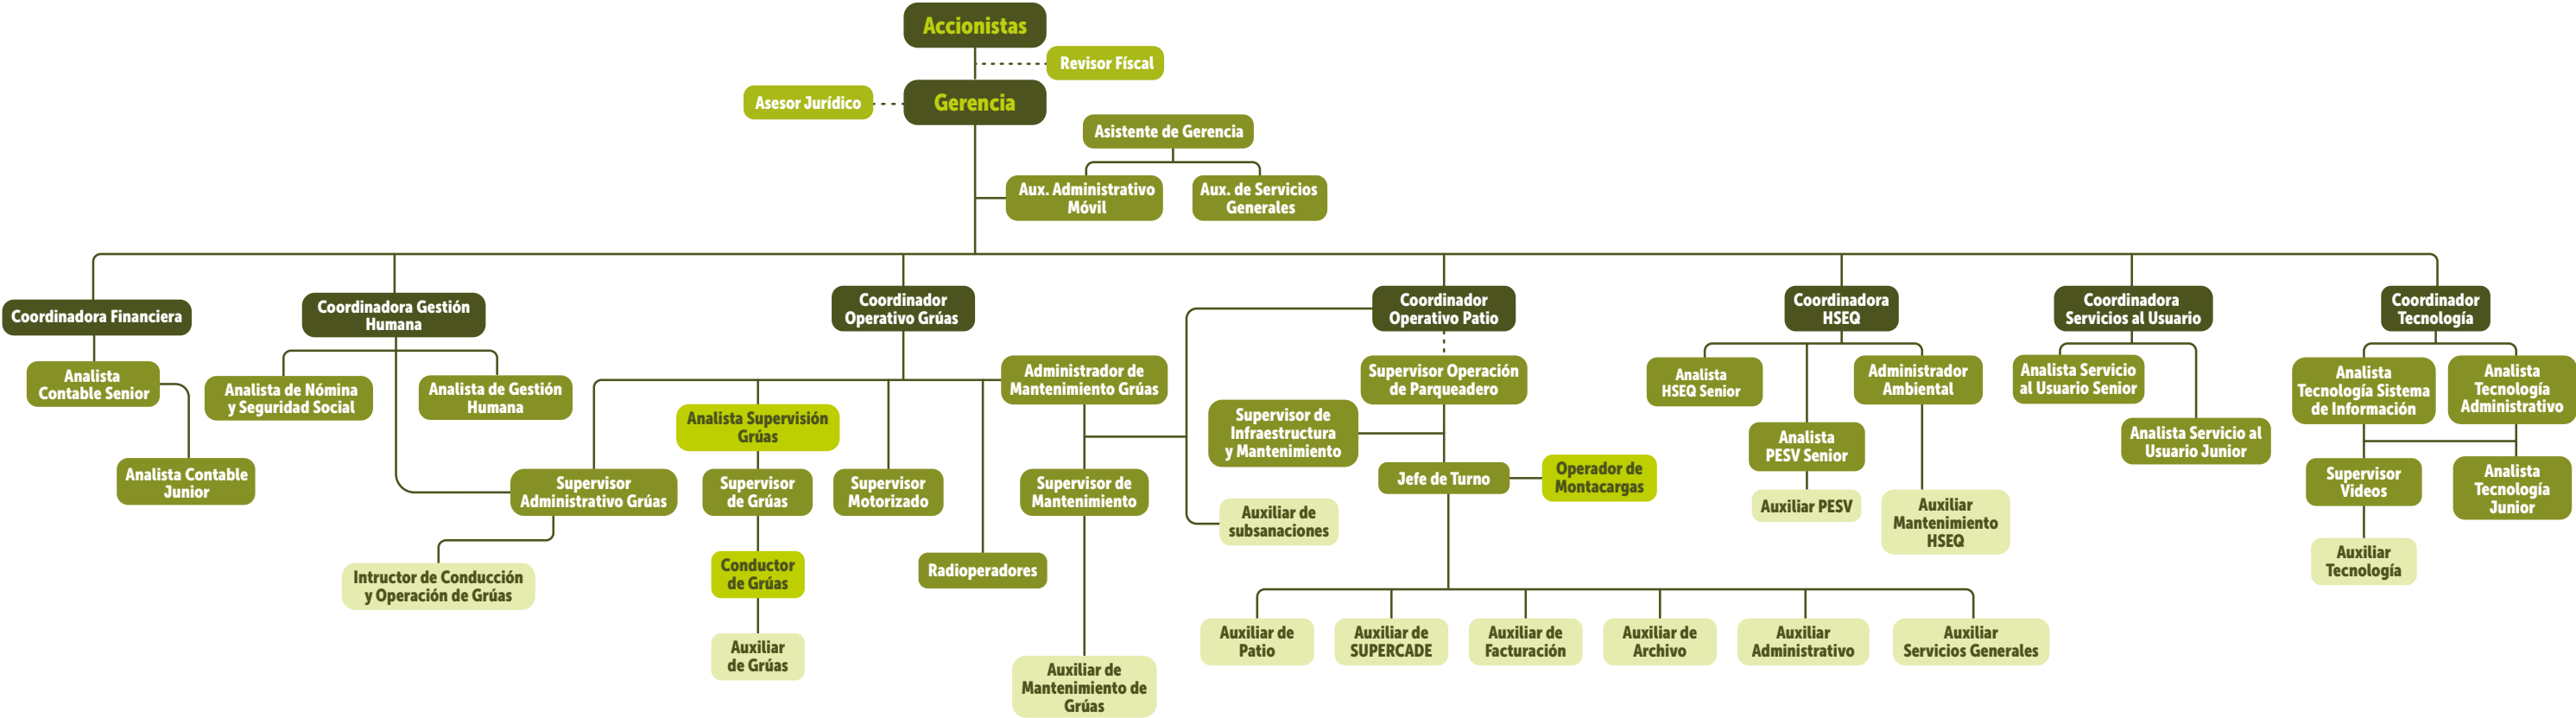 Accionistas
Revisor Físcal
Asesor Jurídico
Gerencia
Asistente de Gerencia
Aux. Administrativo
Móvil
Aux. de Servicios
Generales
Coordinadora Financiera
Coordinadora Gestión
Humana
Coordinador
Operativo Grúas
Coordinador
Operativo Patio
Coordinadora
HSEQ
Coordinadora
Servicios al Usuario
Coordinador
Tecnología
Analista
Contable Senior
Analista Contable
Junior
Analista de Nómina
y Seguridad Social
Analista de Gestión
Humana
Supervisor
Administrativo Grúas
Intructor de Conducción
y Operación de Grúas
Analista Supervisión
Grúas
Supervisor
de Grúas
Conductor
de Grúas
Auxiliar
de Grúas
Supervisor
Motorizado
Radioperadores
Administrador de
Mantenimiento Grúas
Supervisor de
Mantenimiento
Auxiliar de
Mantenimiento de
Grúas
Supervisor Operación
de Parqueadero
Supervisor de
Infraestructura
y Mantenimiento
Jefe de Turno
Operador de
Montacargas
Auxiliar de
subsanaciones
Auxiliar de
Patio
Auxiliar de
SUPERCADE
Auxiliar de
Facturación
Auxiliar de
Archivo
Auxiliar
Administrativo
Auxiliar
Servicios Generales
Analista
HSEQ Senior
Analista
PESV Senior
Auxiliar PESV
Administrador
Ambiental
Auxiliar
Mantenimiento
HSEQ
Analista Servicio
al Usuario Senior
Analista Servicio al
Usuario Junior
Analista
Tecnología Sistema
de Información
Analista
Tecnología
Administrativo
Supervisor
Videos
Analista
Tecnología
Junior
Auxiliar
Tecnología